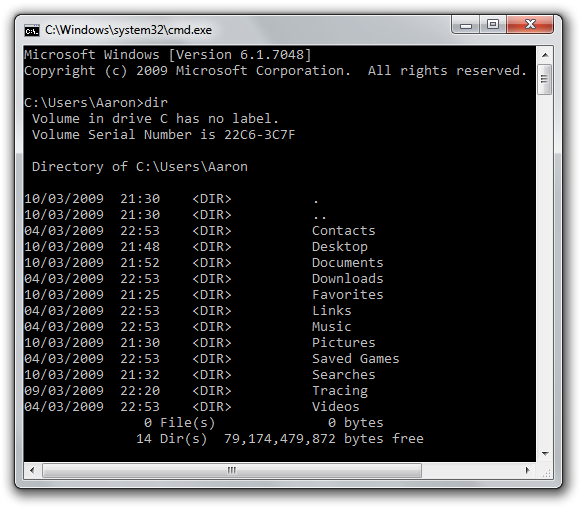 C:\Windows\system32\cmd.exe
Microsoft Windows [Version 6.1.7048]
Copyright (c) 2009 Microsoft Corporation.  All rights reserved.

C:\Users\Aaron>dir
 Volume in drive C has no label.
 Volume Serial Number is 22C6-3C7F

 Directory of C:\Users\Aaron

10/03/2009  21:30    <DIR>          .
10/03/2009  21:30    <DIR>          ..
04/03/2009  22:53    <DIR>          Contacts
10/03/2009  21:48    <DIR>          Desktop
10/03/2009  21:52    <DIR>          Documents
04/03/2009  22:53    <DIR>          Downloads
10/03/2009  21:25    <DIR>          Favorites
04/03/2009  22:53    <DIR>          Links
04/03/2009  22:53    <DIR>          Music
10/03/2009  21:30    <DIR>          Pictures
04/03/2009  22:53    <DIR>          Saved Games
10/03/2009  21:32    <DIR>          Searches
09/03/2009  22:20    <DIR>          Tracing
04/03/2009  22:53    <DIR>          Videos
               0 File(s)              0 bytes
              14 Dir(s)  79,174,479,872 bytes free